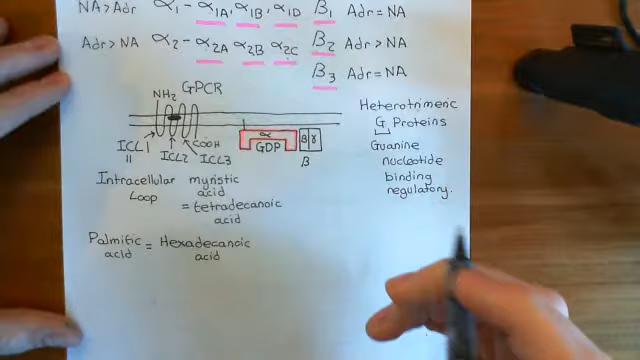 NA>Adr α1 - α1A, α1B, α1D β1 Adr = NA
Adr>NA α2 - α2A α2B α2C β2 Adr > NA
β3 Adr = NA
NH2 GPCR
COOH
ICL1 ICL2 ICL3
||
Intracellular
Loop
α
GDP β γ
β
myristic
acid
= tetradecanoic
acid
Palmitic = Hexadecanoic
acid acid
Heterotrimeric
G Proteins
Guanine
nucleotide
binding
regulatory.